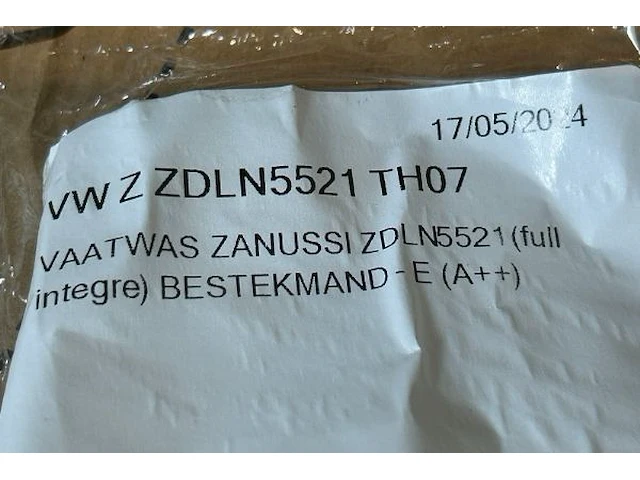 17/05/2024
VW Z ZDLN5521 TH07
VAATWAS ZANUSSI ZDLN5521 (full
integre) BESTEKMAND - E (A++)